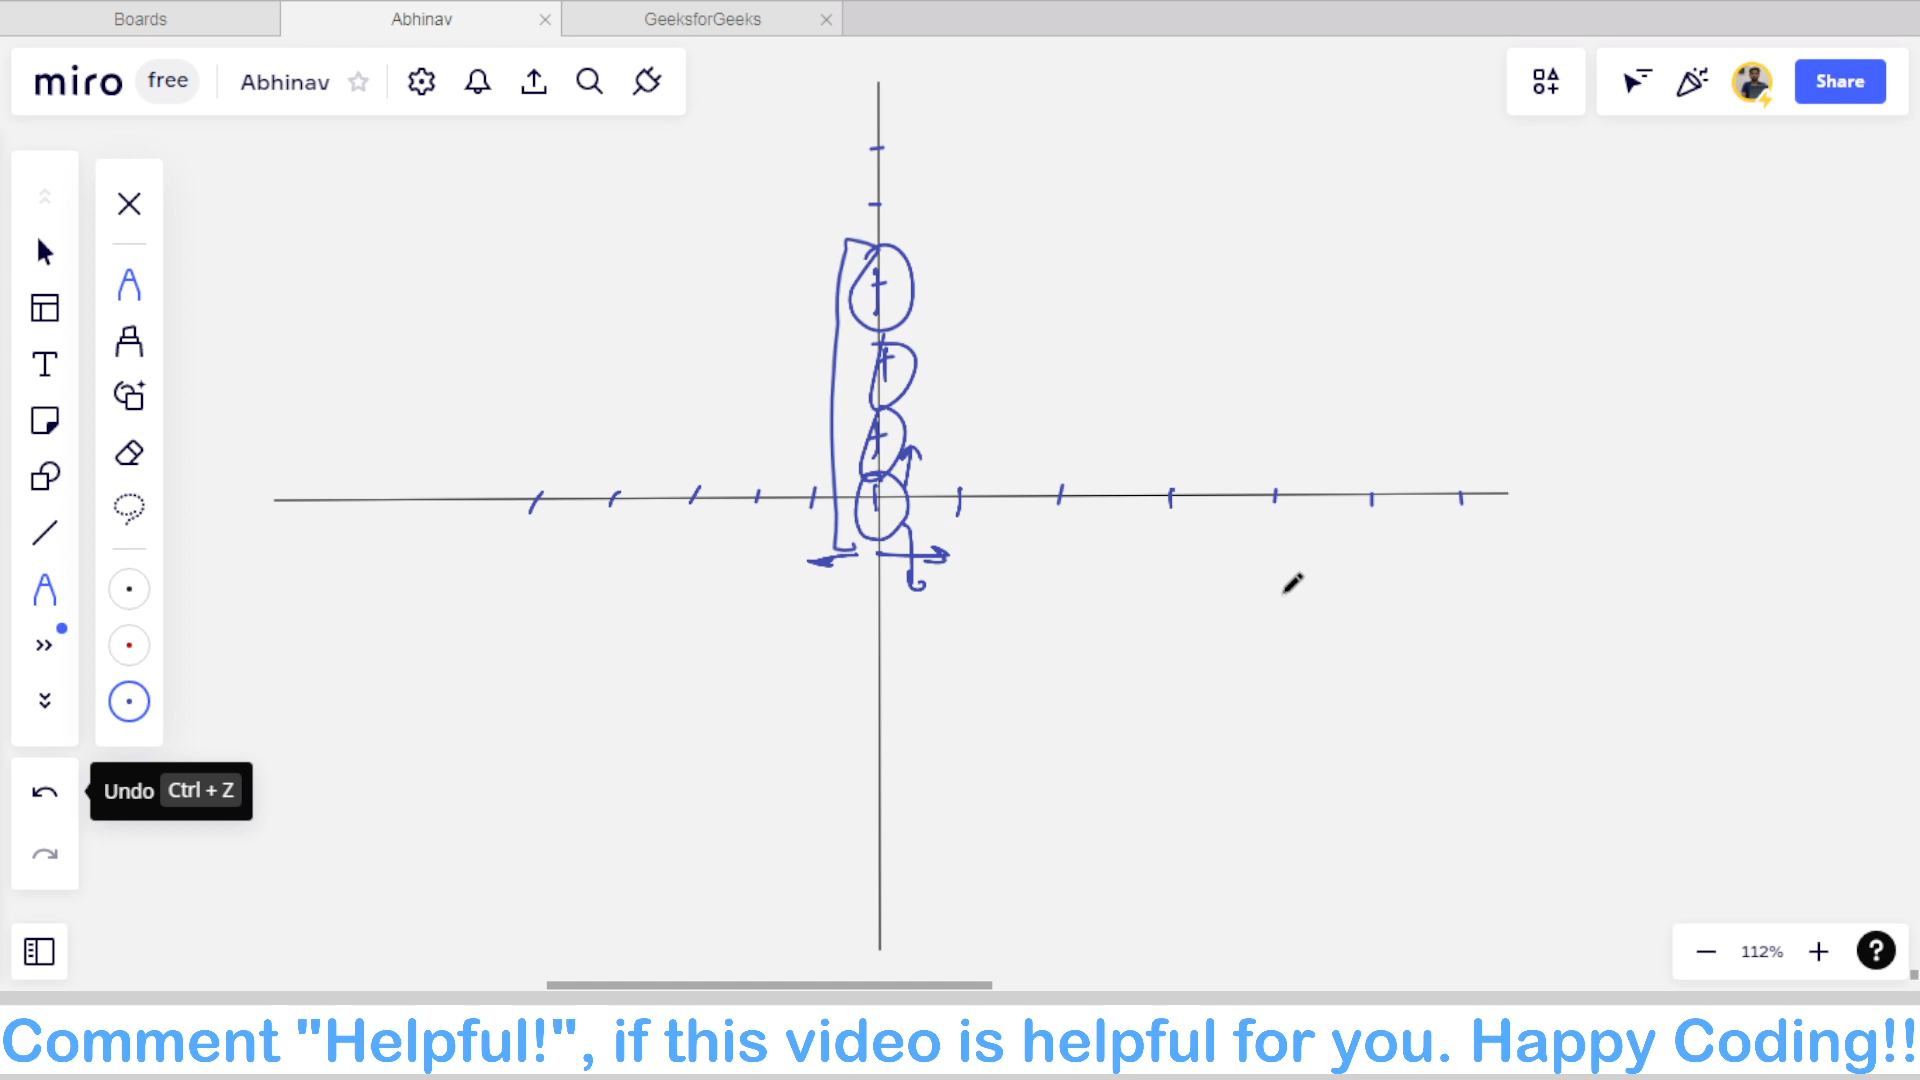 Boards Abhinav GeeksforGeeks
miro free Abhinav Share
Undo Ctrl + Z
112%
Comment "Helpful!", if this video is helpful for you. Happy Coding!!